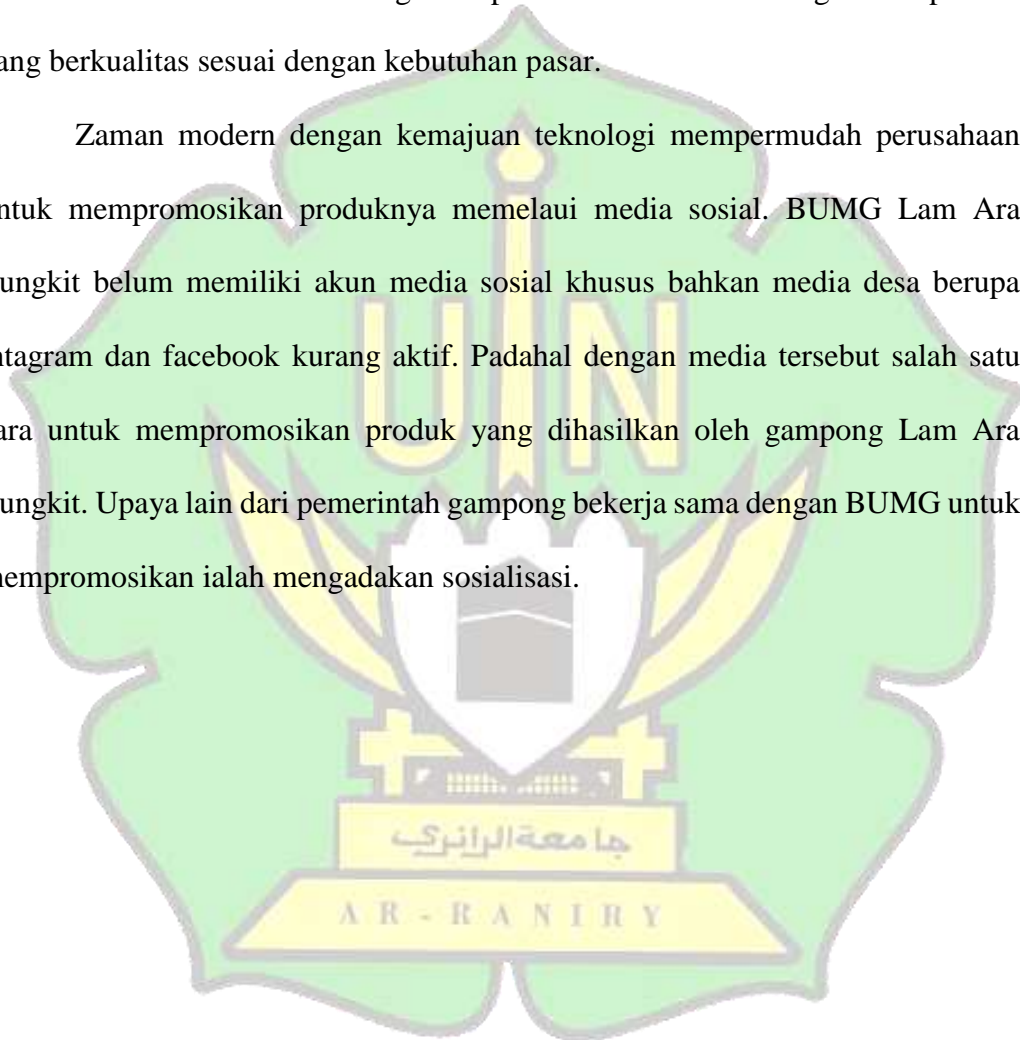 ang berkualitas sesuai dengan kebutuhan pasar.
Zaman modern dengan kemajuan teknologi mempermudah perusahaan
ntuk mempromosikan produknya memelaui media sosial. BUMG Lam Ara
ungkit belum memiliki akun media sosial khusus bahkan media desa berupa
ntagram dan facebook kurang aktif. Padahal dengan media tersebut salah satu
ara untuk mempromosikan produk yang dihasilkan oleh gampong Lam Ara
ungkit. Upaya lain dari pemerintah gampong bekerja sama dengan BUMG untuk
mempromosikan ialah mengadakan sosialisasi.
UIN
جامعة الرانري
AR-RANIRY